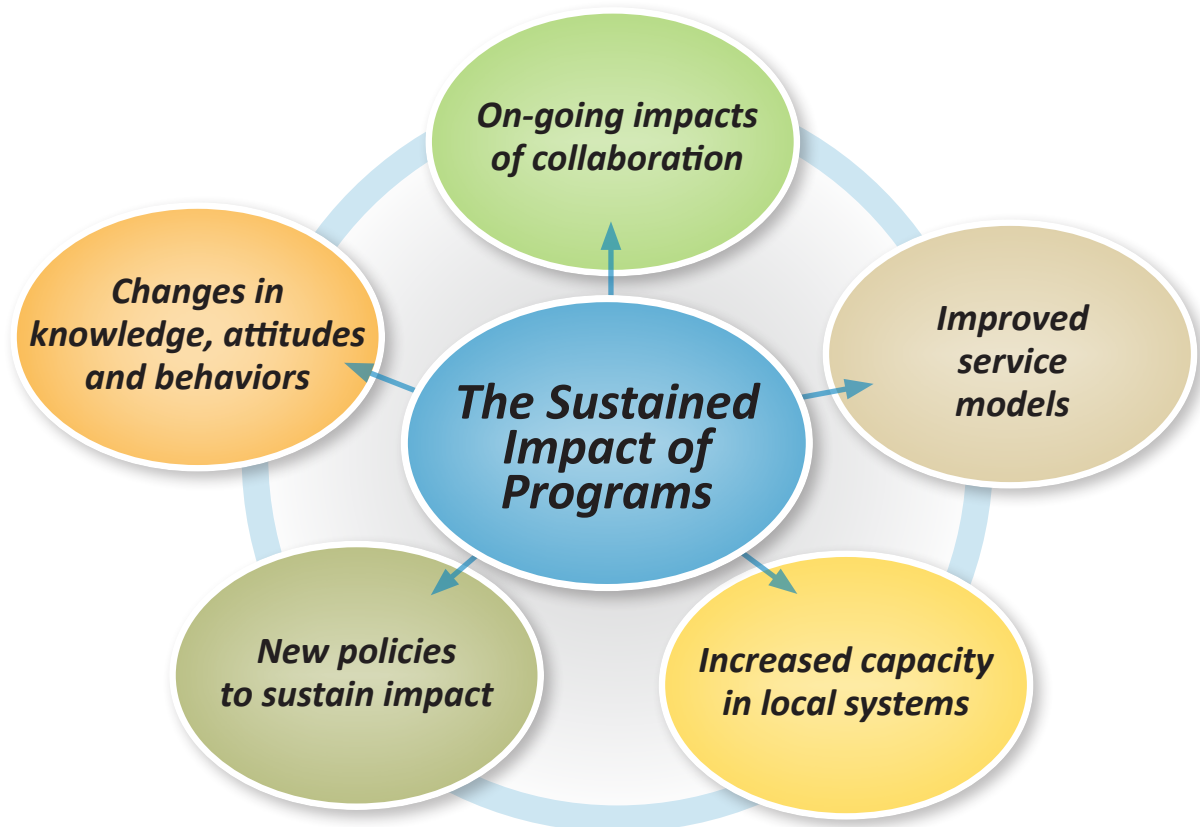 On-going impacts
of collaboration
Changes in
knowledge, attitudes
and behaviors
Improved
service
models
The Sustained
Impact of
Programs
New policies
to sustain impact
Increased capacity
in local systems